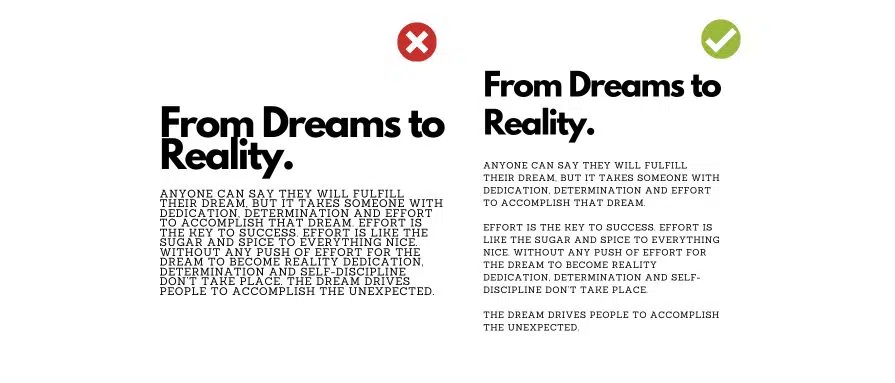 From Dreams to
Reality.
ANYONE CAN SAY THEY WILL FULFILL
THEIR DREAM, BUT IT TAKES SOMEONE WITH
DEDICATION, DETERMINATION AND EFFORT
TO ACCOMPLISH THAT DREAM. EFFORT IS
THE KEY TO SUCCESS. EFFORT IS LIKE THE
SUGAR AND SPICE TO EVERYTHING NICE.
WITHOUT ANY PUSH OF EFFORT FOR THE
DREAM TO BECOME REALITY DEDICATION,
DETERMINATION AND SELF-DISCIPLINE
DON'T TAKE PLACE. THE DREAM DRIVES
PEOPLE TO ACCOMPLISH THE UNEXPECTED.
From Dreams to
Reality.
ANYONE CAN SAY THEY WILL FULFILL
THEIR DREAM, BUT IT TAKES SOMEONE WITH
DEDICATION, DETERMINATION AND EFFORT
TO ACCOMPLISH THAT DREAM.
EFFORT IS THE KEY TO SUCCESS. EFFORT IS
LIKE THE SUGAR AND SPICE TO EVERYTHING
NICE. WITHOUT ANY PUSH OF EFFORT FOR
THE DREAM TO BECOME REALITY
DEDICATION, DETERMINATION AND SELF-
DISCIPLINE DON'T TAKE PLACE.
THE DREAM DRIVES PEOPLE TO ACCOMPLISH
THE UNEXPECTED.